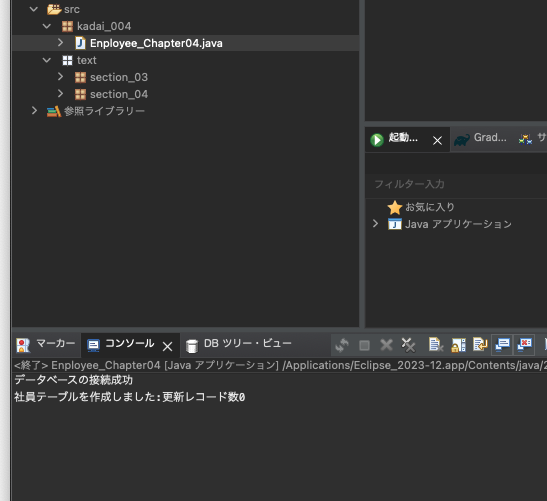 src
kadai_004
Enployee_Chapter04.java
text
section_03
section_04
参照ライブラリー
起動...
Grad...
サ
フィルター入力
お気に入り
Java アプリケーション
マーカー
コンソール
DB ツリー・ビュー
<終了> Enployee_Chapter04 [Java アプリケーション] /Applications/Eclipse_2023-12.app/Contents/java/2
データベースの接続成功
社員テーブルを作成しました:更新レコード数0